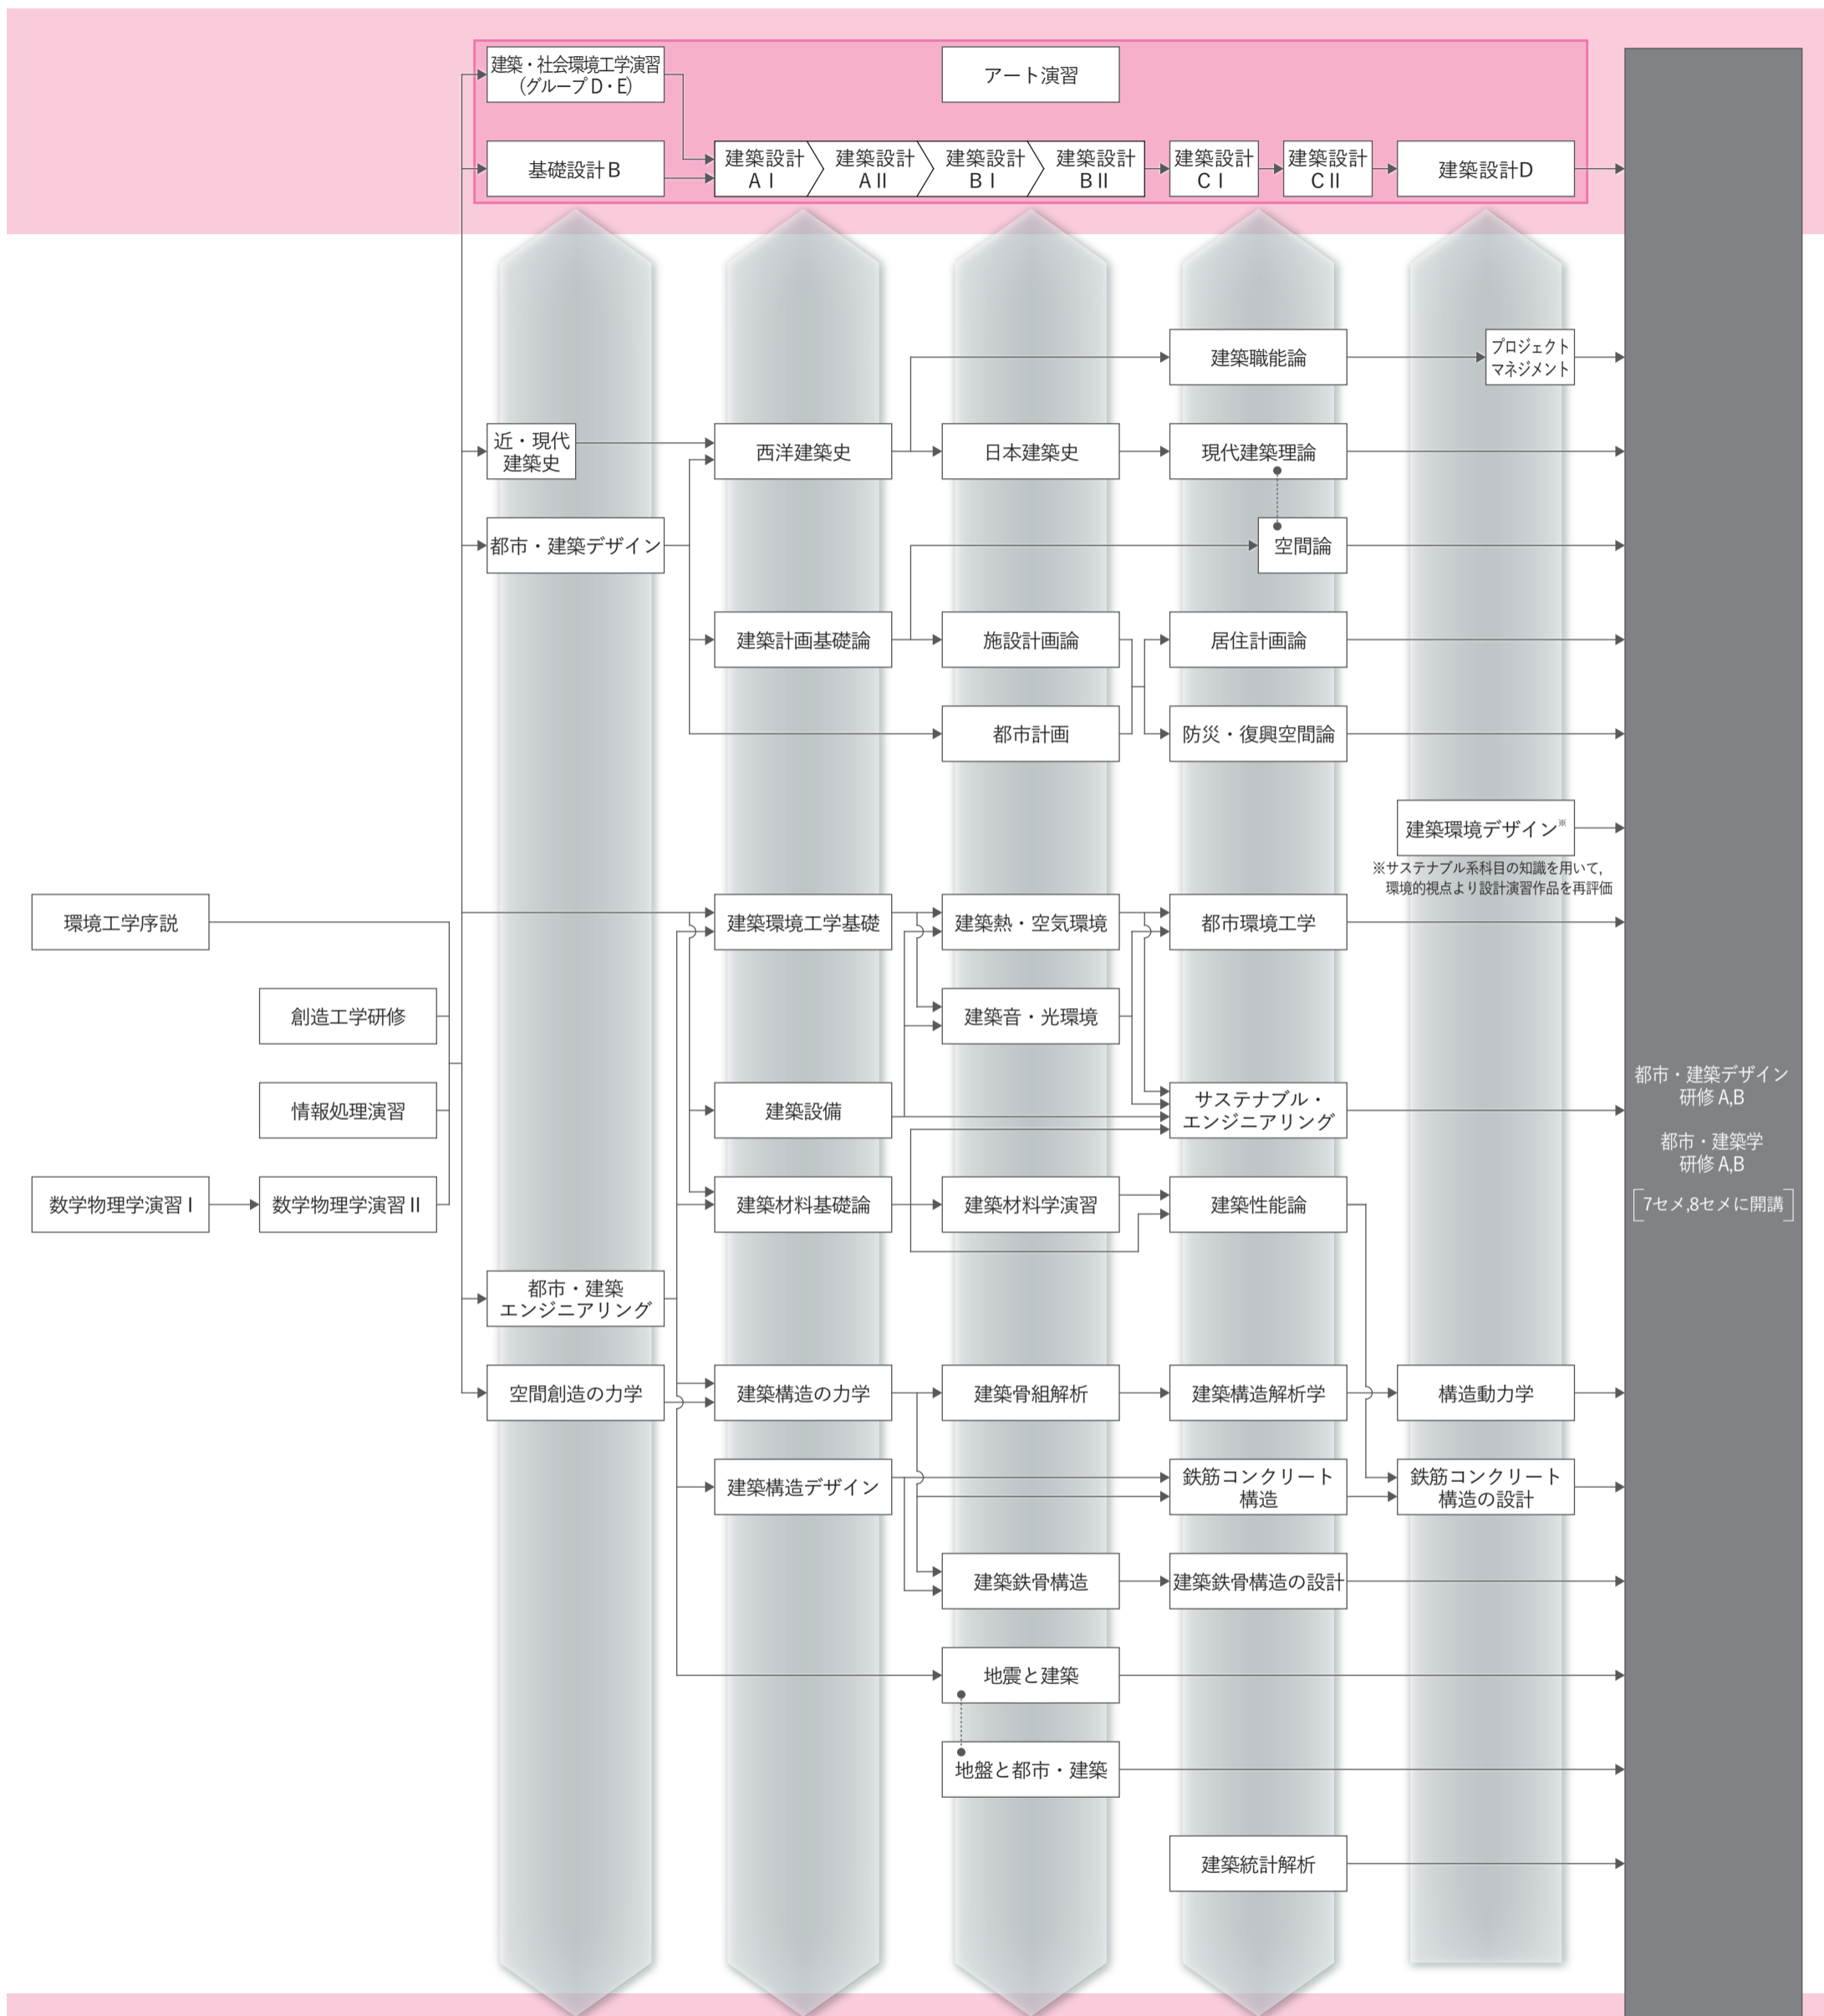 建築・社会環境工学演習
（グループ D・E）
アート演習
基礎設計 B
建築設計
A Ⅰ
建築設計
A Ⅱ
建築設計
B Ⅰ
建築設計
B Ⅱ
建築設計
C Ⅰ
建築設計
C Ⅱ
建築設計D
建築職能論
プロジェクト
マネジメント
近・現代
建築史
西洋建築史
日本建築史
現代建築理論
都市・建築デザイン
空間論
建築計画基礎論
施設計画論
居住計画論
都市計画
防災・復興空間論
建築環境デザイン※
※サステナブル系科目の知識を用いて,
環境的視点より設計演習作品を再評価
環境工学序説
建築環境工学基礎
建築熱・空気環境
都市環境工学
創造工学研修
建築音・光環境
情報処理演習
建築設備
サステナブル・
エンジニアリング
数学物理学演習 Ⅰ
数学物理学演習 Ⅱ
建築材料基礎論
建築材料学演習
建築性能論
都市・建築
エンジニアリング
空間創造の力学
建築構造の力学
建築骨組解析
建築構造解析学
構造動力学
建築構造デザイン
鉄筋コンクリート
構造
鉄筋コンクリート
構造の設計
建築鉄骨構造
建築鉄骨構造の設計
地震と建築
地盤と都市・建築
建築統計解析
都市・建築デザイン
研修 A,B
都市・建築学
研修 A,B
[7セメ,8セメに開講]